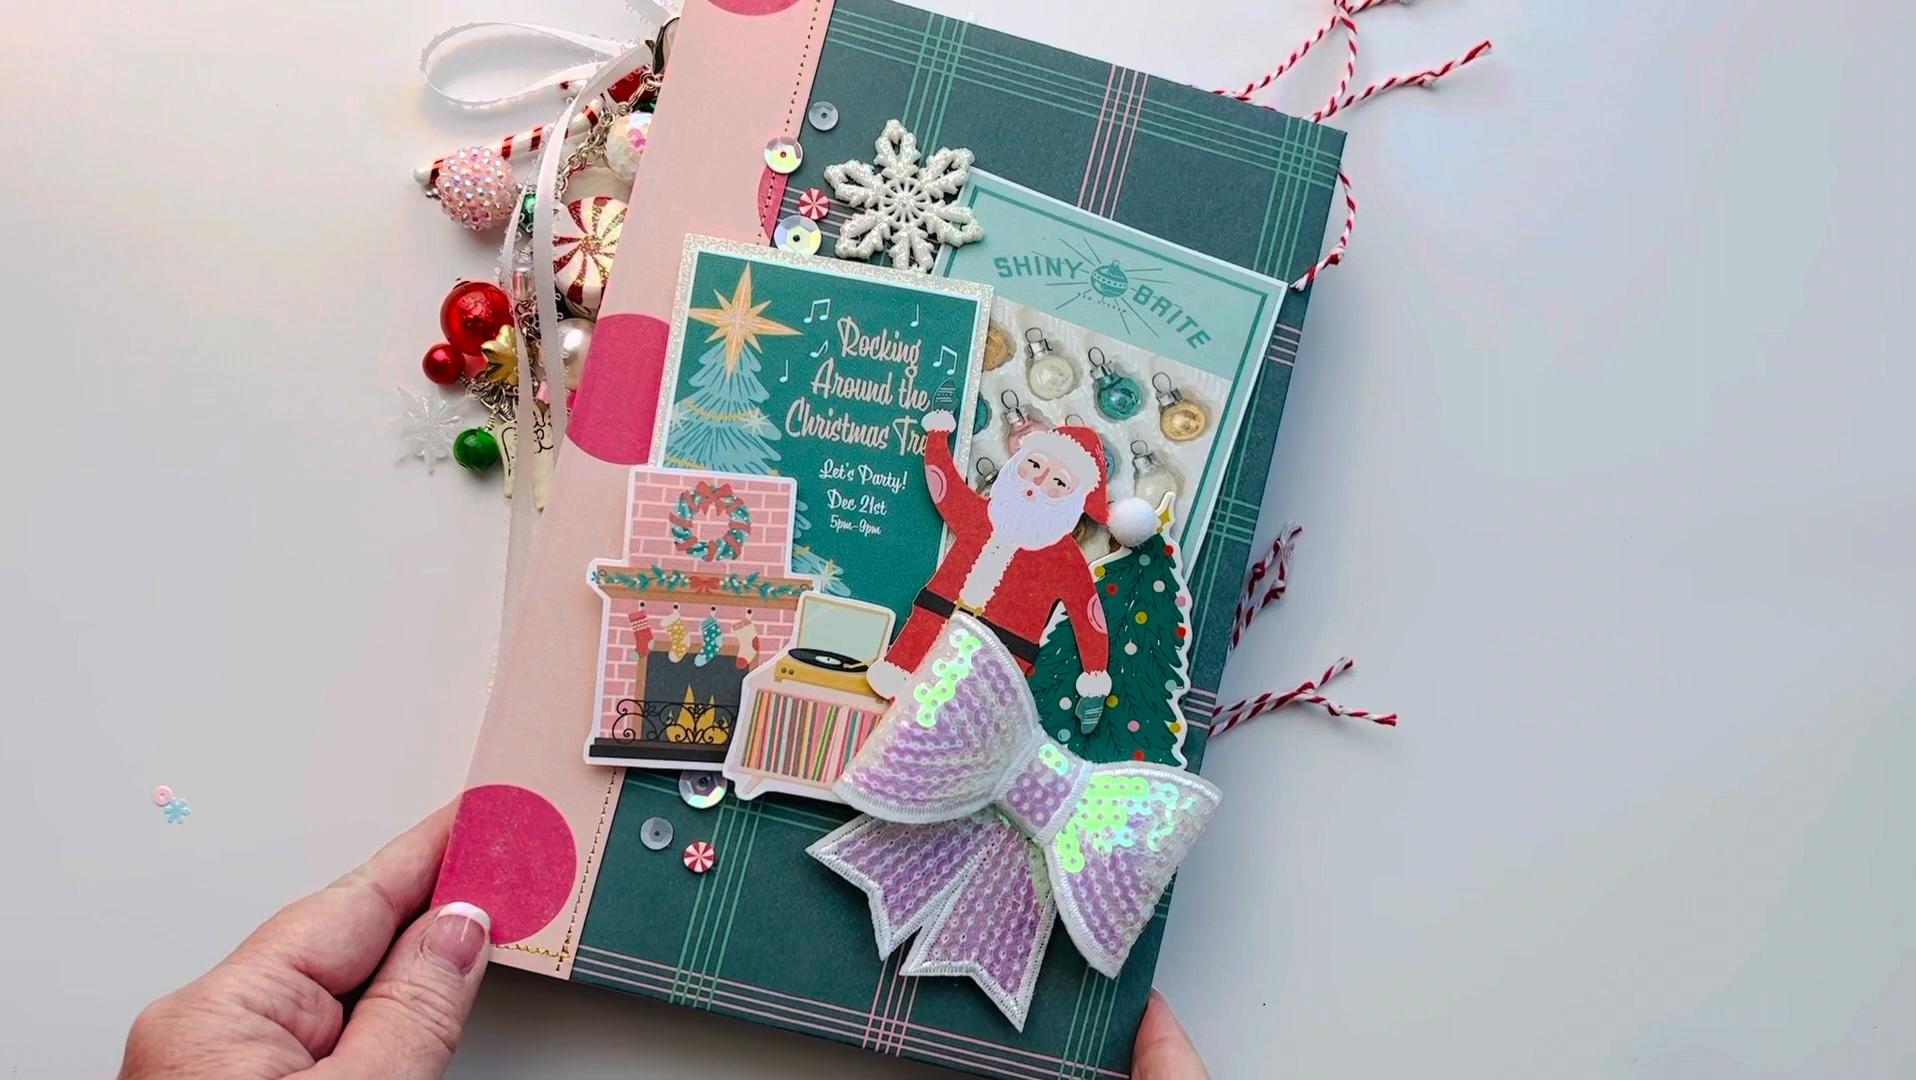 SHINY BRITE
Rocking
Around the
Christmas Tre
Let's Party!
Dec 21st
5pm-9pm